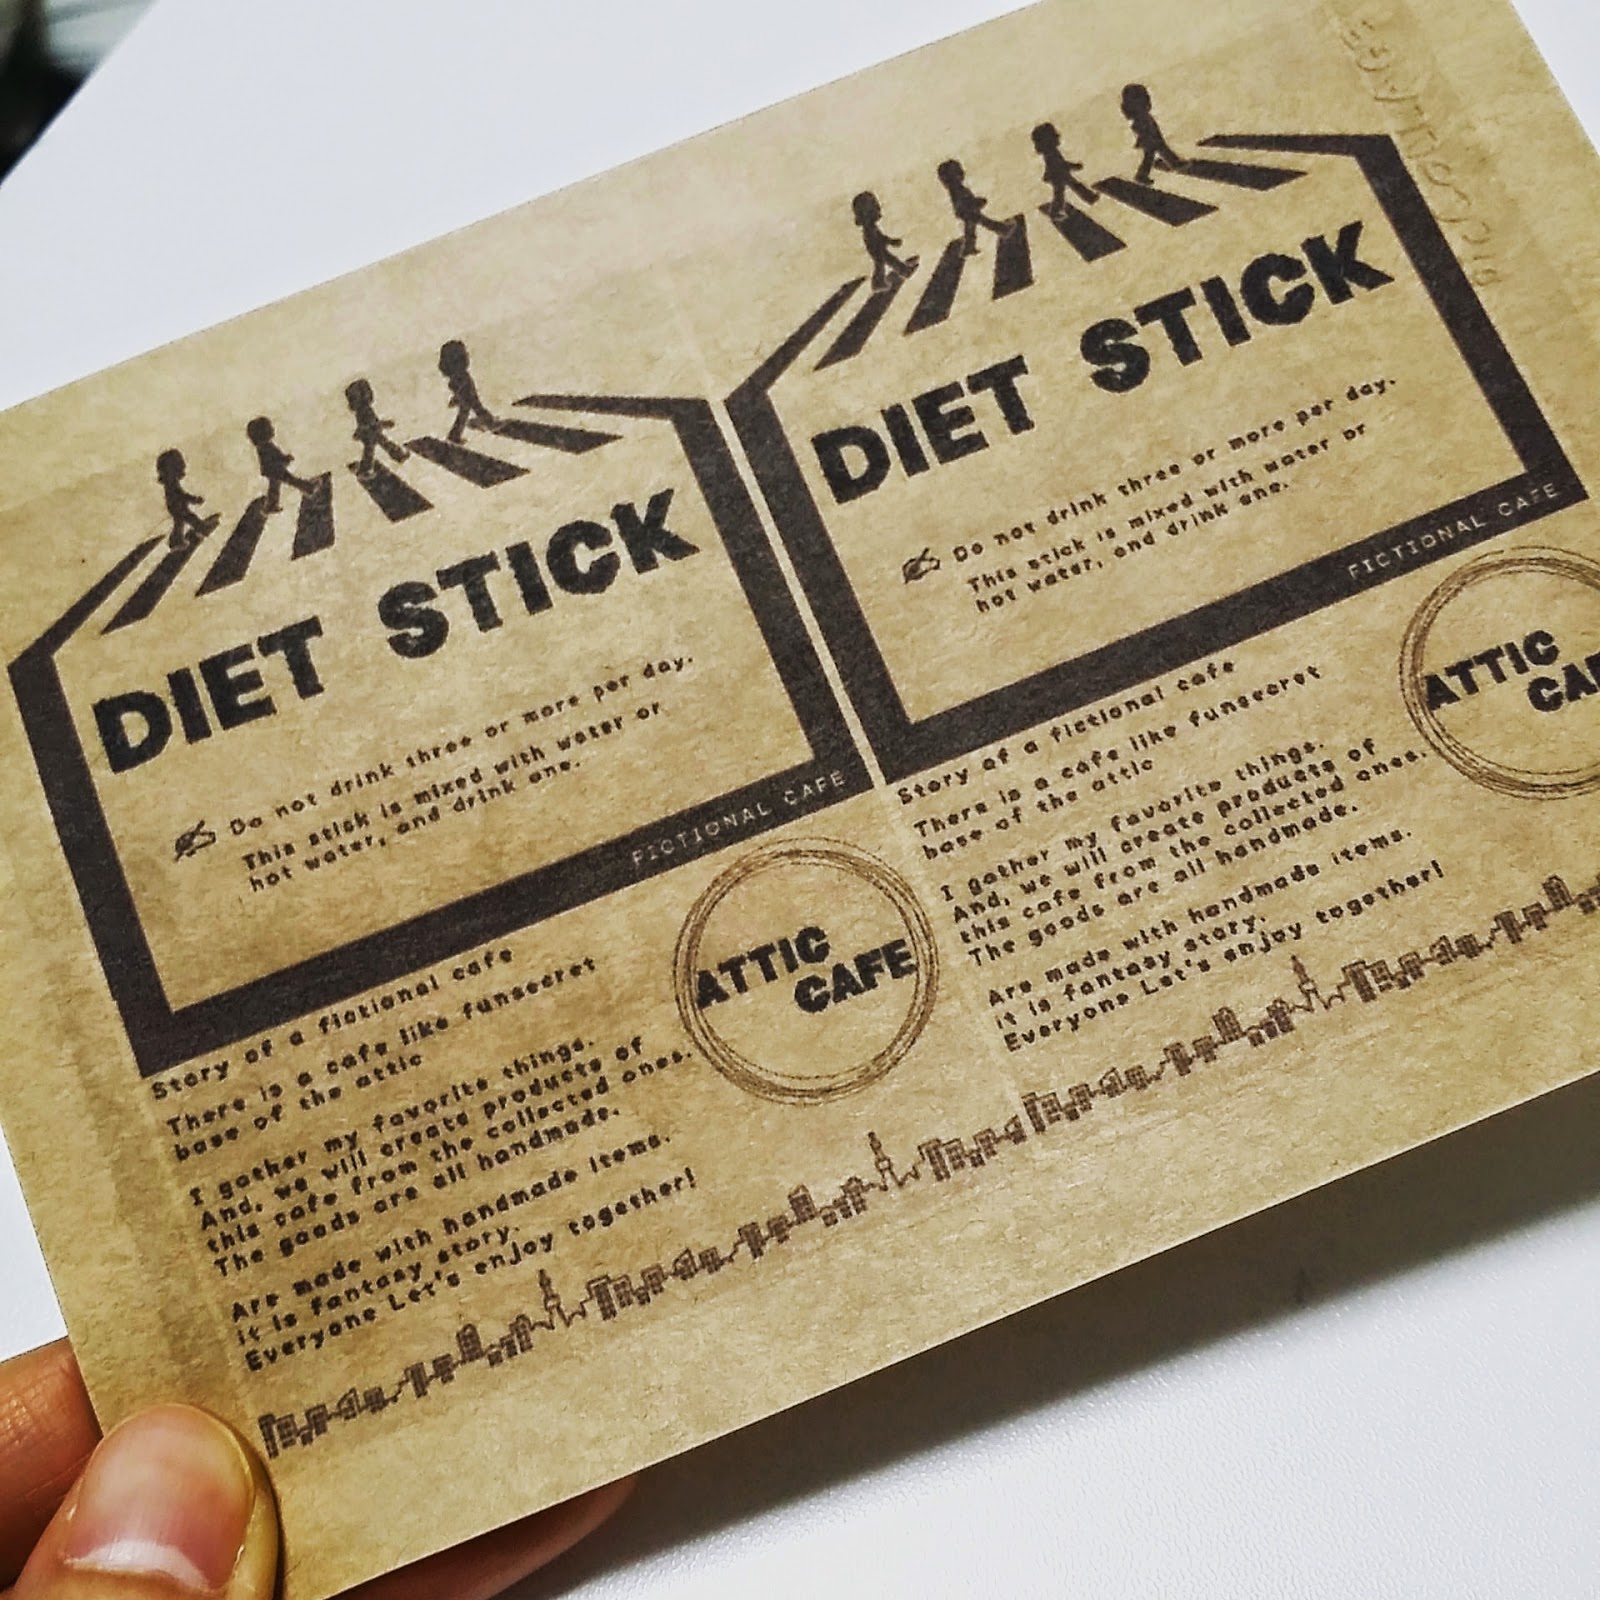 DIET STICK
Do not drink three or more per day.
This stick is mixed with water or
hot water, and drink one.
FICTIONAL CAFE
Story of a fictional cafe
There is a cafe like funsecret
base of the attic
I gather my favorite things.
And, we will create products of
this cafe from the collected ones.
The goods are all handmade.
Are made with handmade items.
it is fantasy story.
Everyone Let's enjoy together!
ATTIC
CAFE
DIET STICK
Do not drink three or more per day.
This stick is mixed with water or
hot water, and drink one.
FICTIONAL CAFE
Story of a fictional cafe
There is a cafe like funsecret
base of the attic
I gather my favorite things.
And, we will create products of
this cafe from the collected ones.
The goods are all handmade.
Are made with handmade items.
it is fantasy story.
Everyone Let's enjoy together!
ATTIC